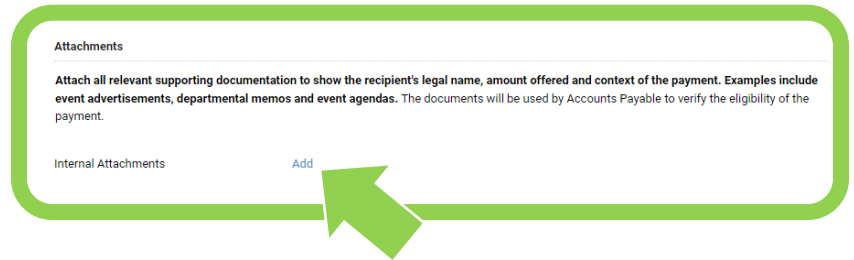 Attachments
Attach all relevant supporting documentation to show the recipient's legal name, amount offered and context of the payment. Examples include
event advertisements, departmental memos and event agendas. The documents will be used by Accounts Payable to verify the eligibility of the
payment.
Internal Attachments Add